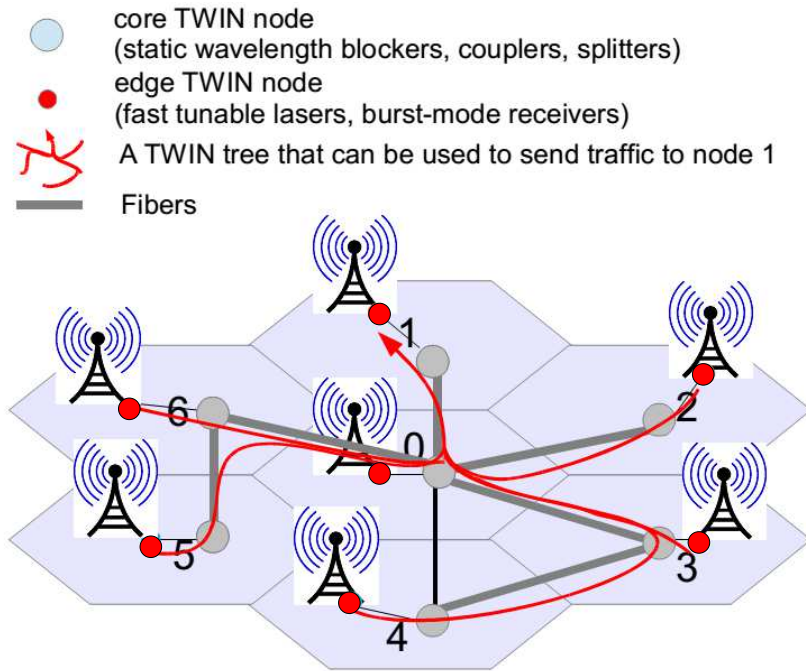 core TWIN node
(static wavelength blockers, couplers, splitters)
edge TWIN node
(fast tunable lasers, burst-mode receivers)
A TWIN tree that can be used to send traffic to node 1
Fibers
1
2
6
0
5
3
4